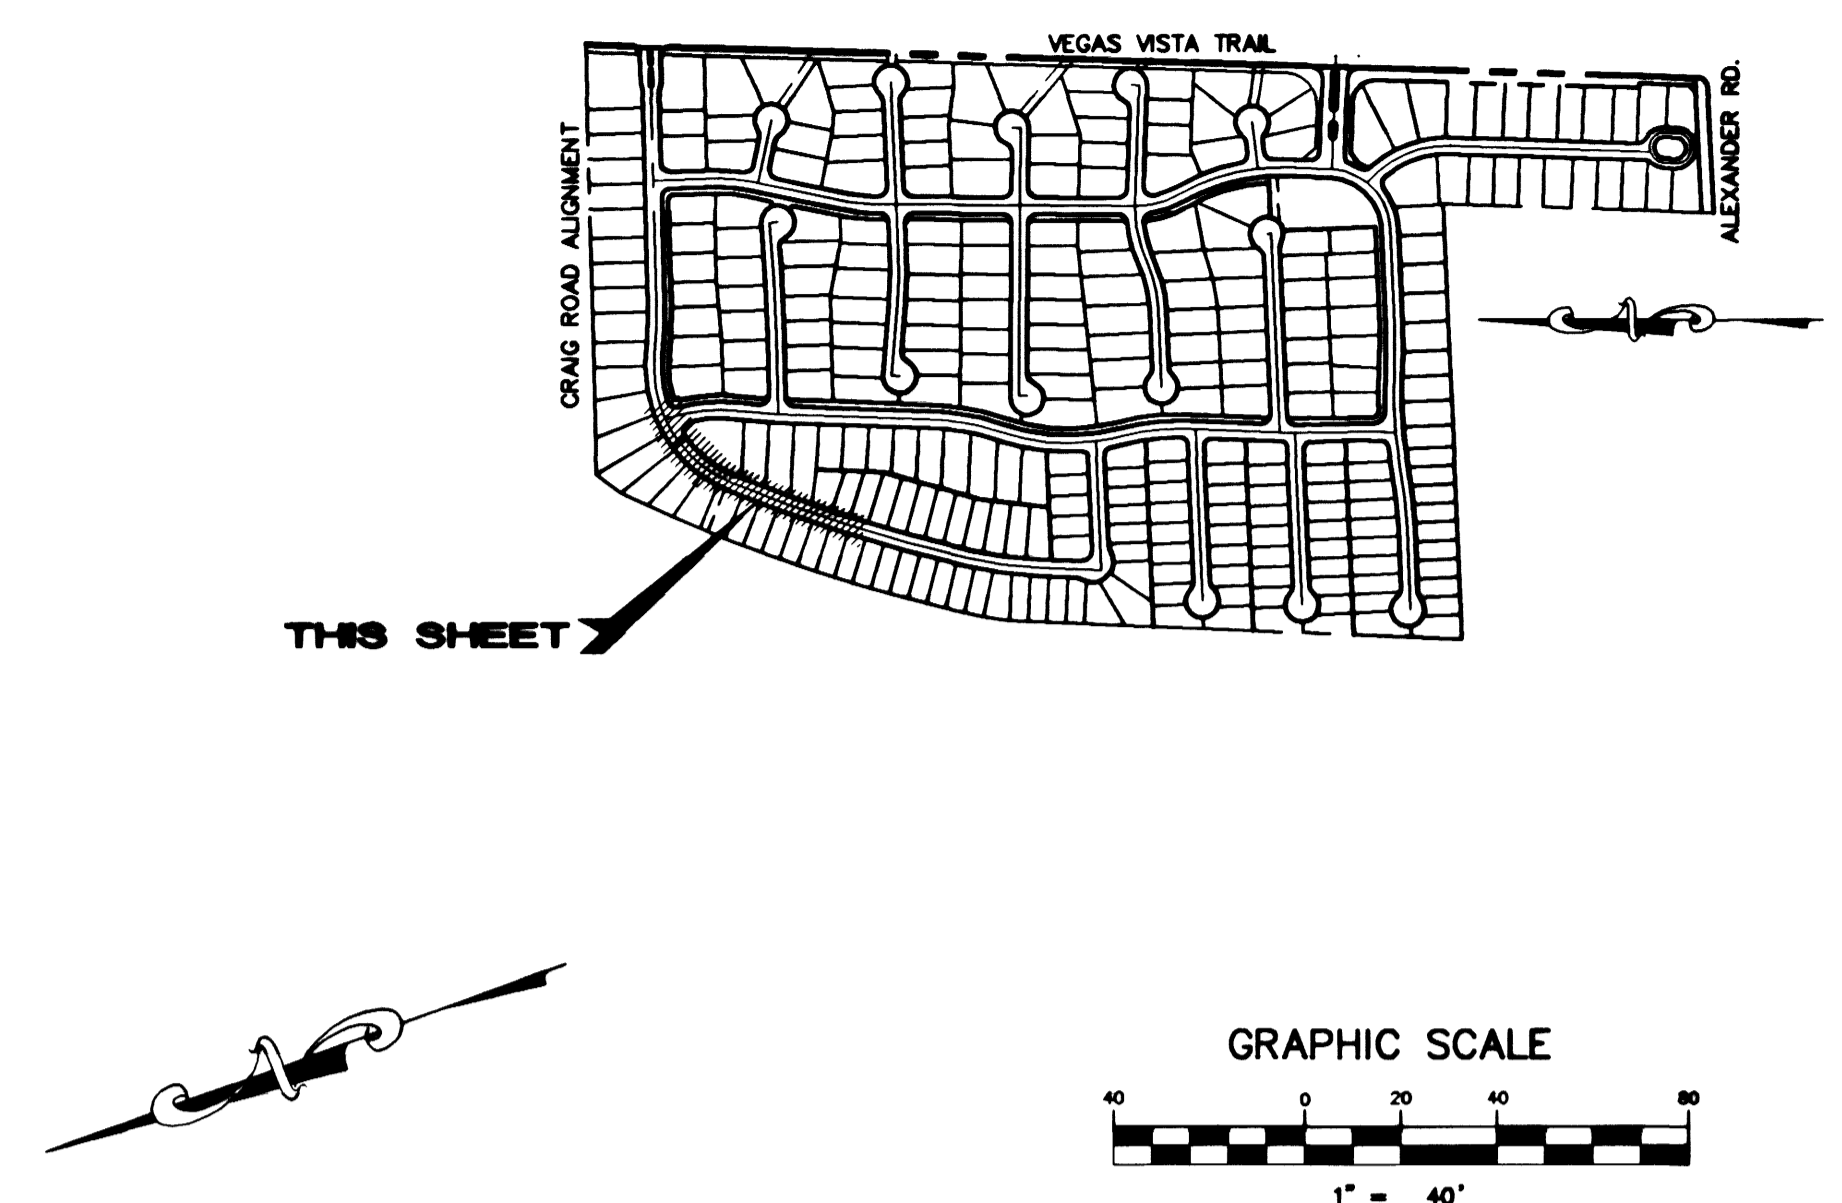 VEGAS VISTA TRAIL
ALEXANDER RD.
CRAIG ROAD ALIGNMENT
N
THIS SHEET
N
GRAPHIC SCALE
40 0 20 40 80
1" = 40'